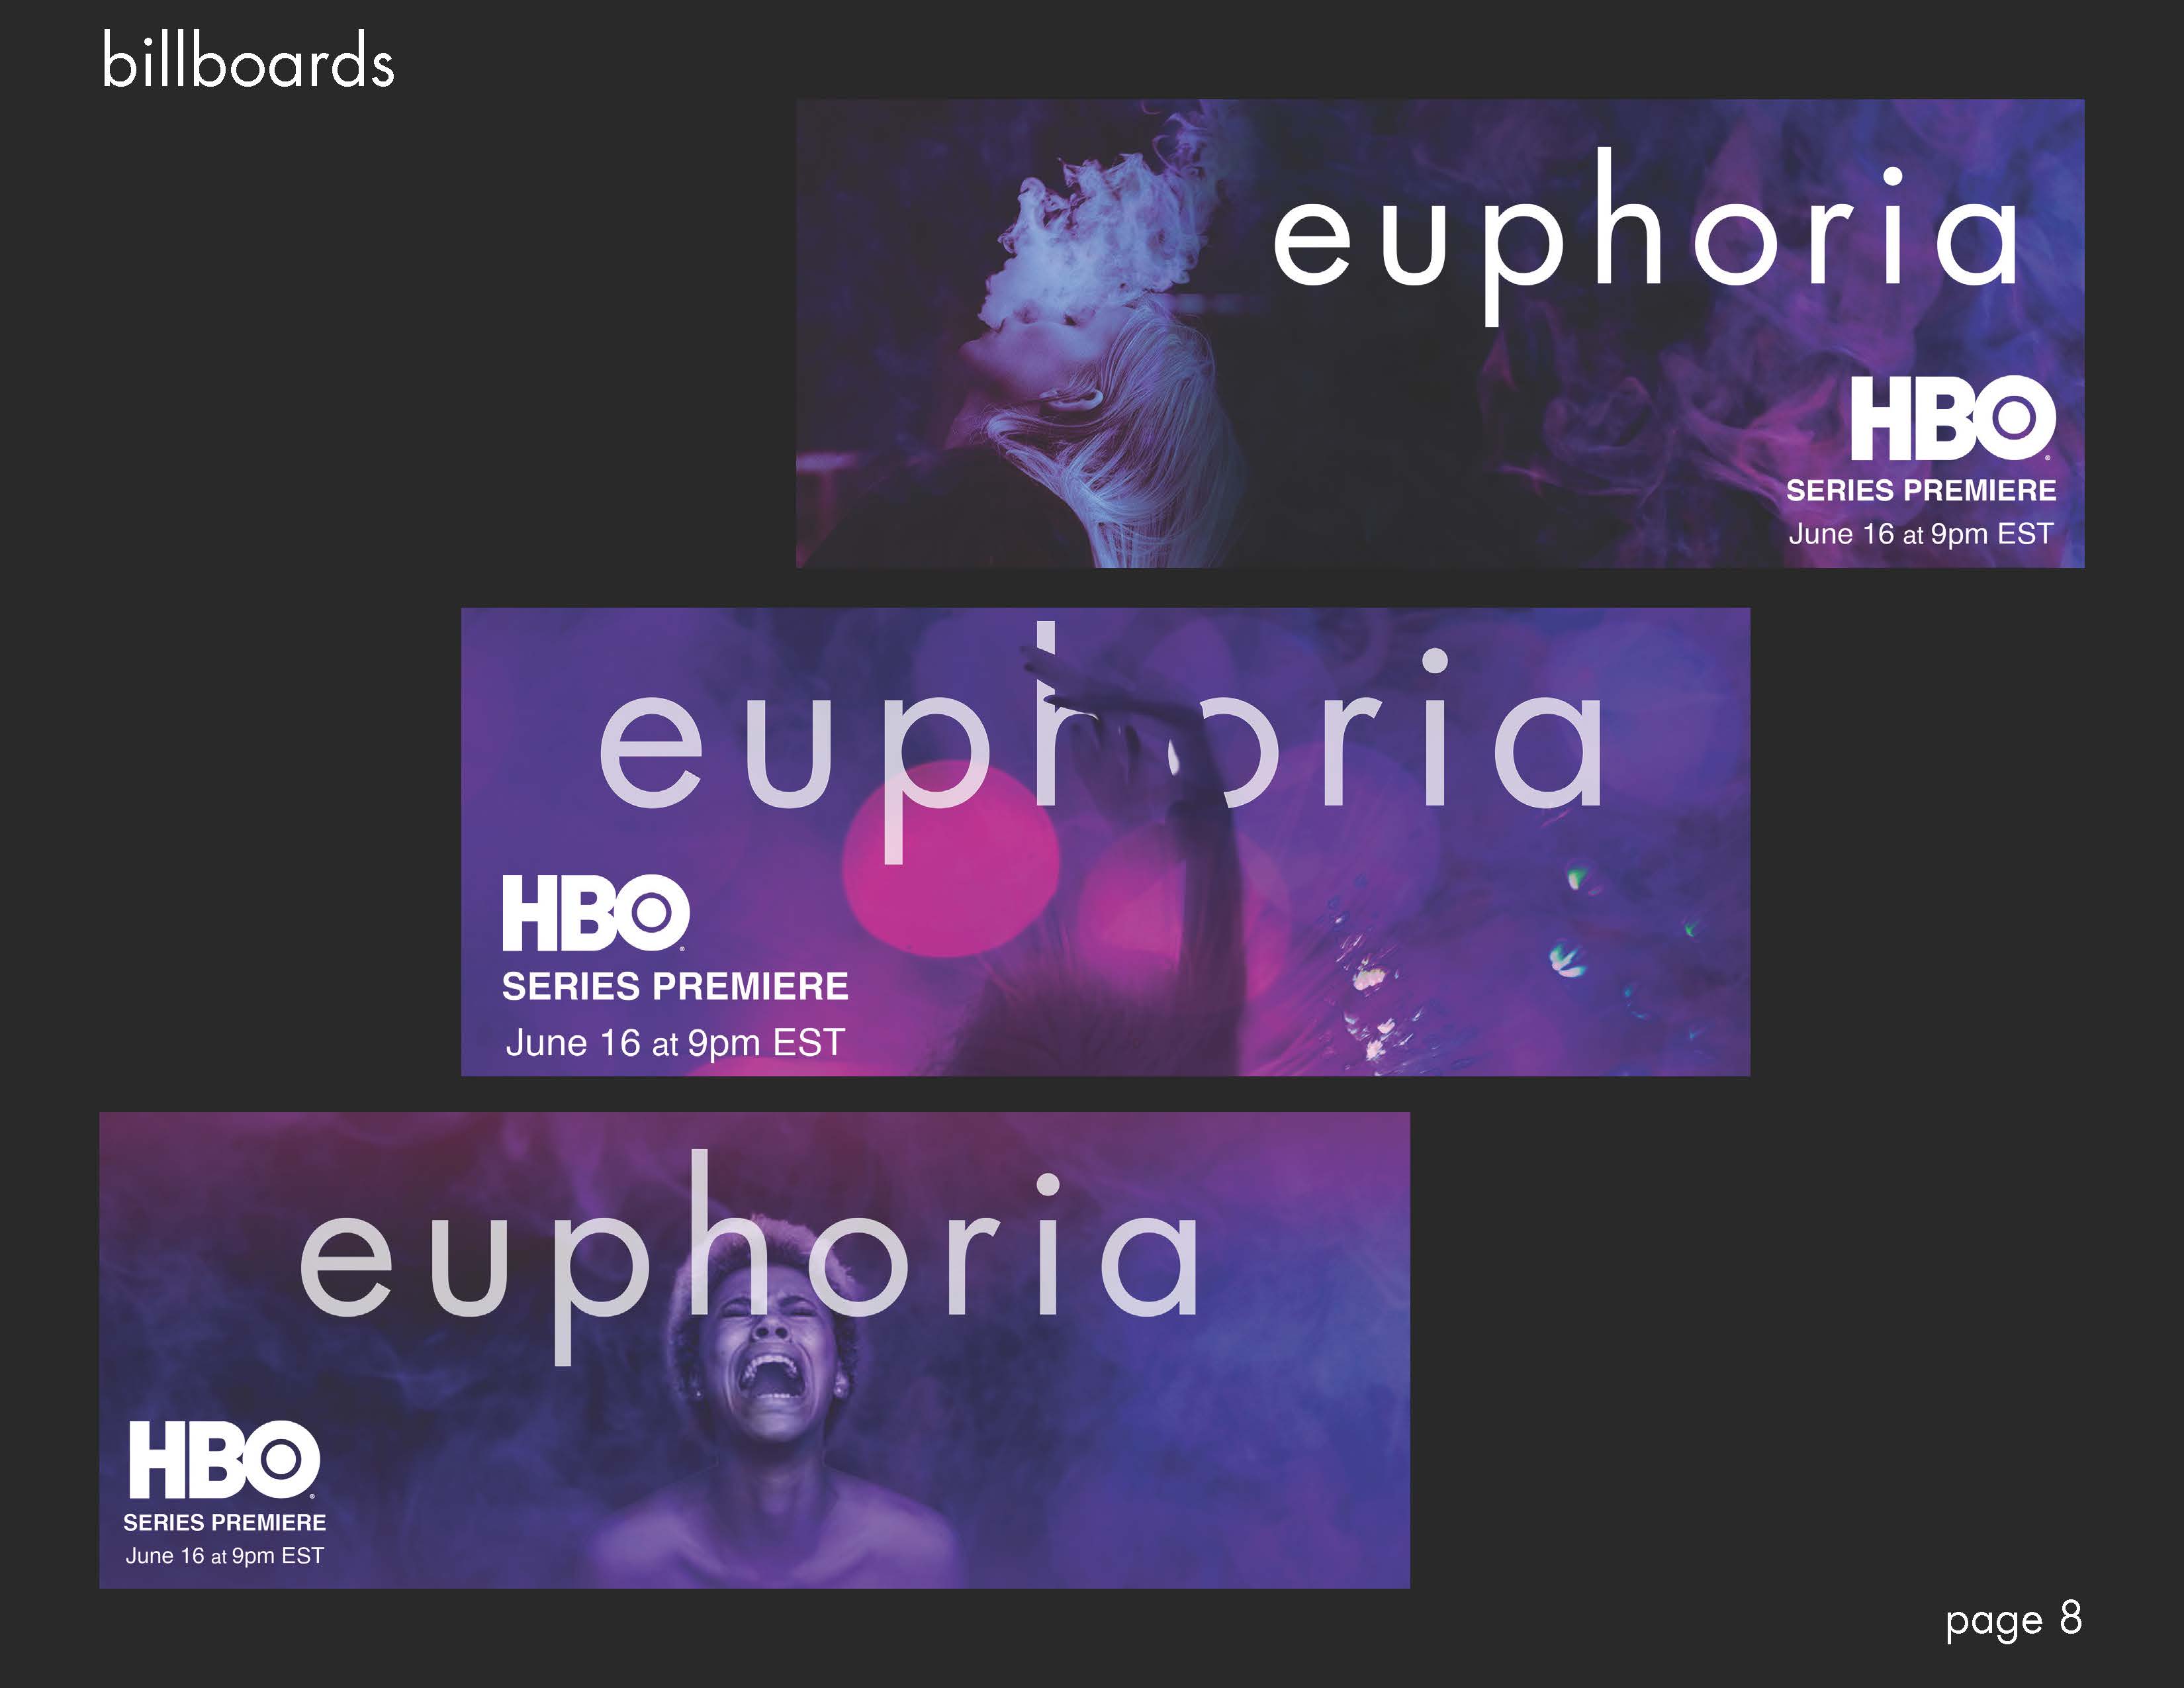 billboards
euphoria
HBO
SERIES PREMIERE
June 16 at 9pm EST
euphoria
HBO
SERIES PREMIERE
June 16 at 9pm EST
euphoria
HBO
SERIES PREMIERE
June 16 at 9pm EST
page 8